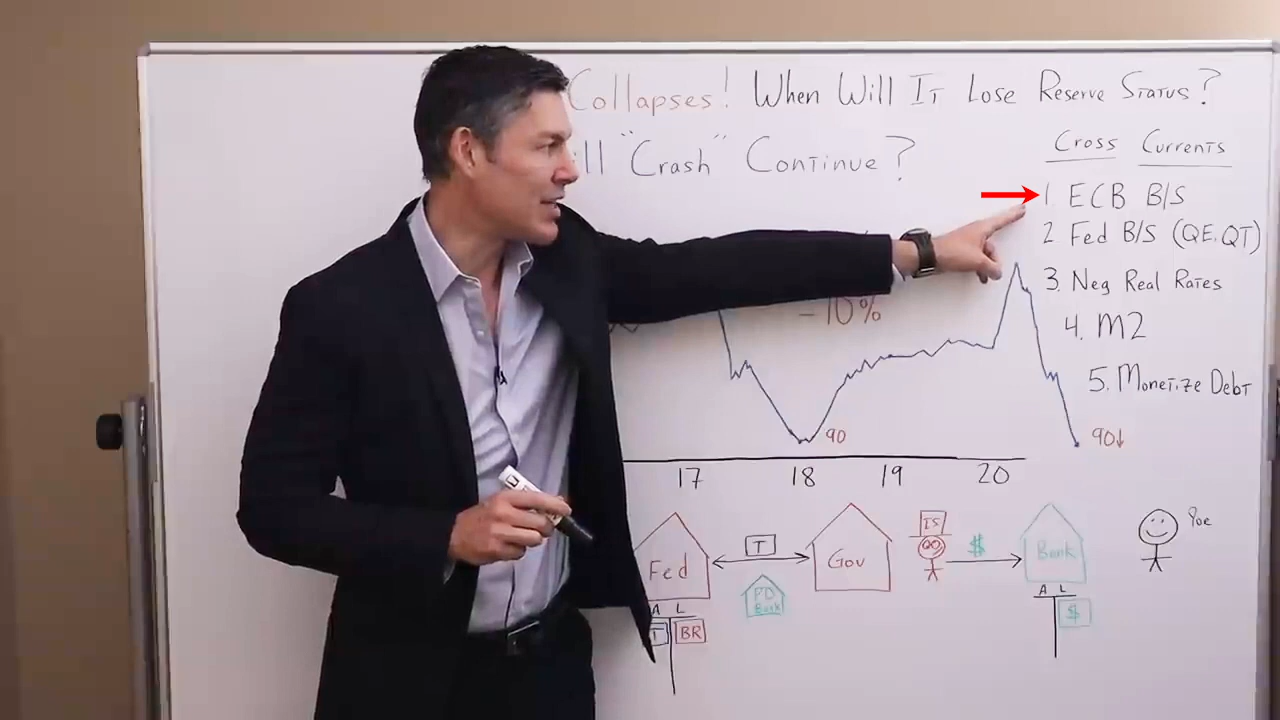 Collapses! When Will It Lose Reserve Status?
"Crash" Continue?
Cross Currents
1. ECB B/S
2 Fed B/S (QE, QT)
3. Neg Real Rates
4. M2
5. Monetize Debt
-10%
90
90↓
17 18 19 20
Fed
T
PD
Bank
Gov
IS
$
Bank
Joe
A L
T BR
A L
$